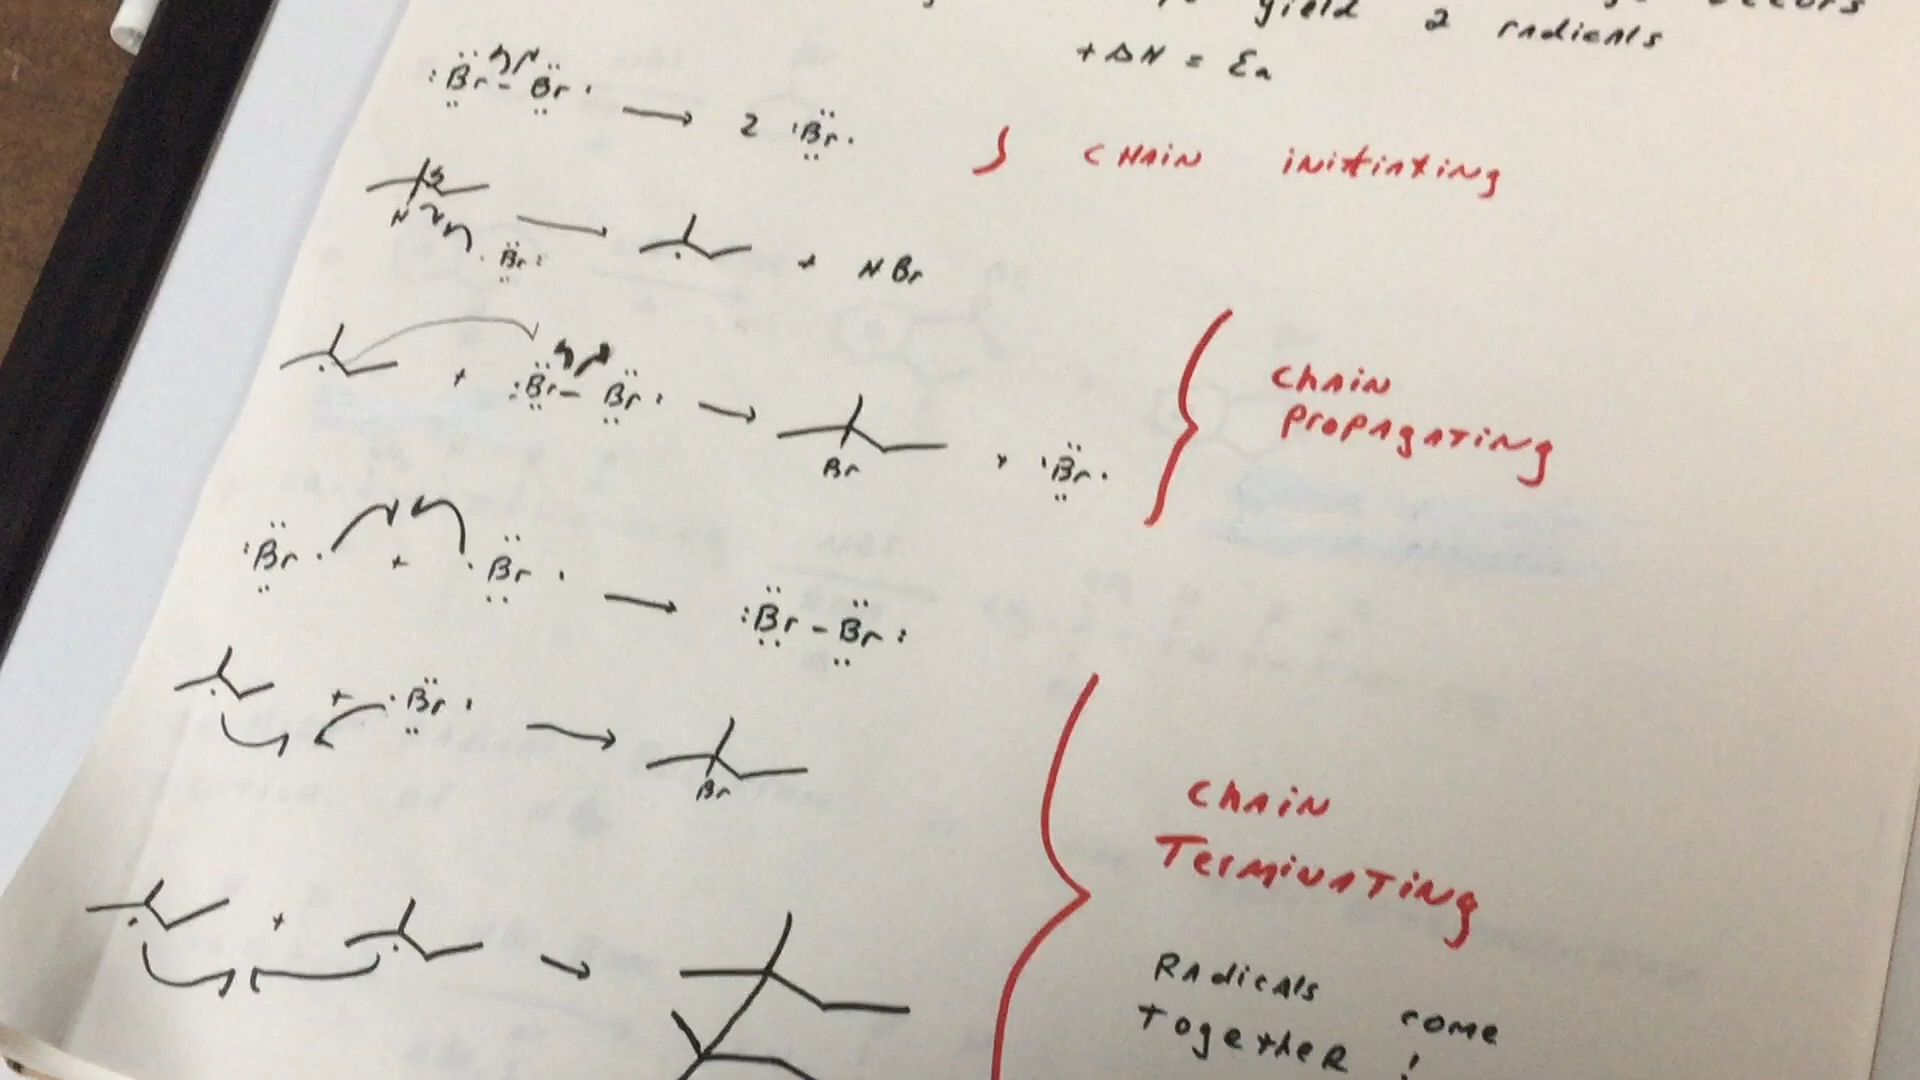 yield 2 radicals
+ΔH = Ea
:Br-Br: → 2 :Br·
CHAIN initiating
H
·Br: → + HBr
+ :Br-Br: → Br + :Br·
Chain
Propagating
:Br· + ·Br: → :Br-Br:
+ ·Br: → Br
Chain
Terminating
+ →
Radicals come
Together!